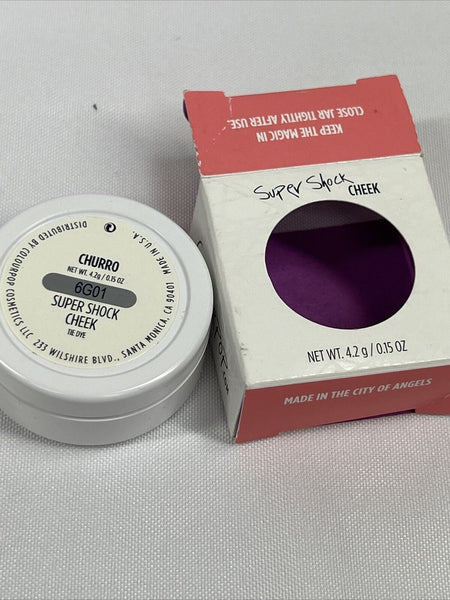 CHURRO
NET WT. 4.2g / 0.15 OZ
6G01
SUPER SHOCK
CHEEK
TIE DYE
DISTRIBUTED BY COLOURPOP COSMETICS LLC 233 WILSHIRE BLVD., SANTA MONICA, CA 90401 MADE IN U.S.A.
KEEP THE MAGIC IN
CLOSE JAR TIGHTLY AFTER USE.
Super Shock CHEEK
NET WT. 4.2 g / 0.15 OZ
MADE IN THE CITY OF ANGELS